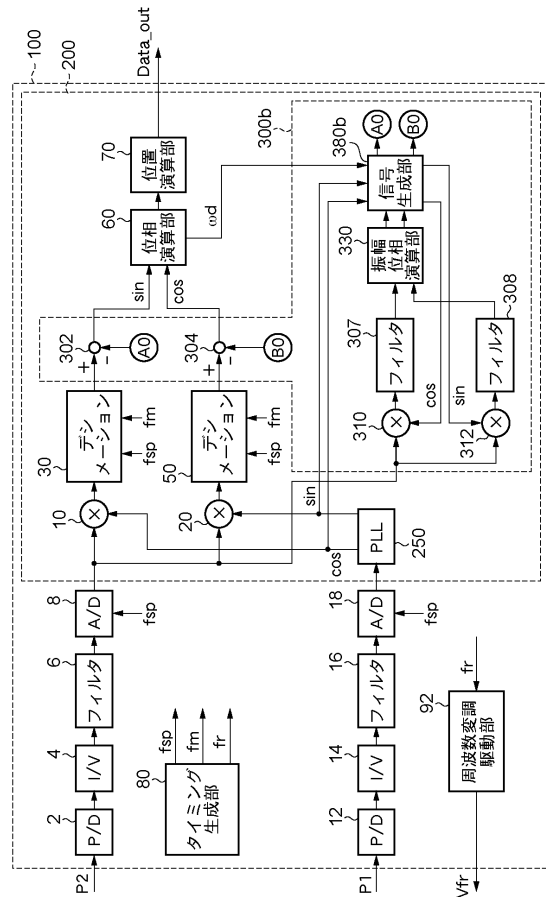 100
200
P2
2
P/D
4
I/V
6
フィルタ
8
A/D
fsp
10
×
30
デシ
メーション
fsp
fm
302
+
-
A0
sin
60
位相
演算部
70
位置
演算部
Data_out
20
×
50
デシ
メーション
fsp
fm
304
+
-
B0
cos
ωd
300b
380b
信号
生成部
A0
B0
330
振幅
位相
演算部
307
フィルタ
308
フィルタ
310
×
cos
312
×
sin
80
タイミング
生成部
fsp
fm
fr
P1
12
P/D
14
I/V
16
フィルタ
18
A/D
fsp
250
PLL
cos
sin
92
周波数変調
駆動部
fr
Vfr